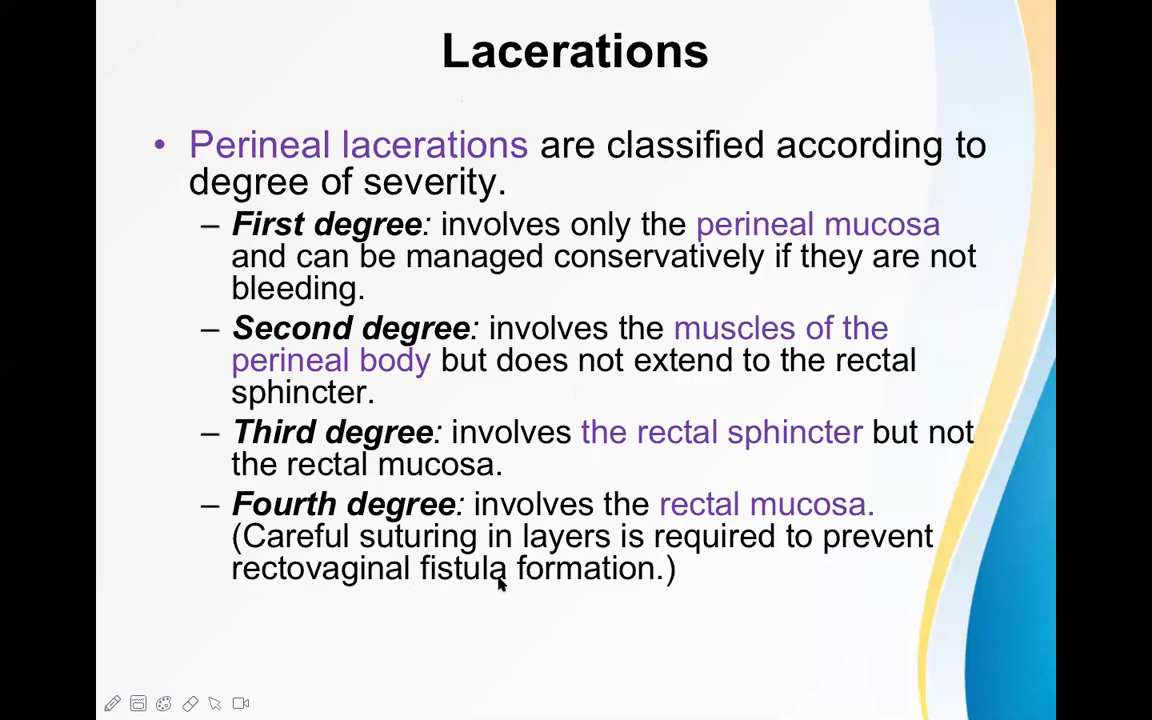 Lacerations
• Perineal lacerations are classified according to
degree of severity.
– First degree: involves only the perineal mucosa
and can be managed conservatively if they are not
bleeding.
– Second degree: involves the muscles of the
perineal body but does not extend to the rectal
sphincter.
– Third degree: involves the rectal sphincter but not
the rectal mucosa.
– Fourth degree: involves the rectal mucosa.
(Careful suturing in layers is required to prevent
rectovaginal fistula formation.)